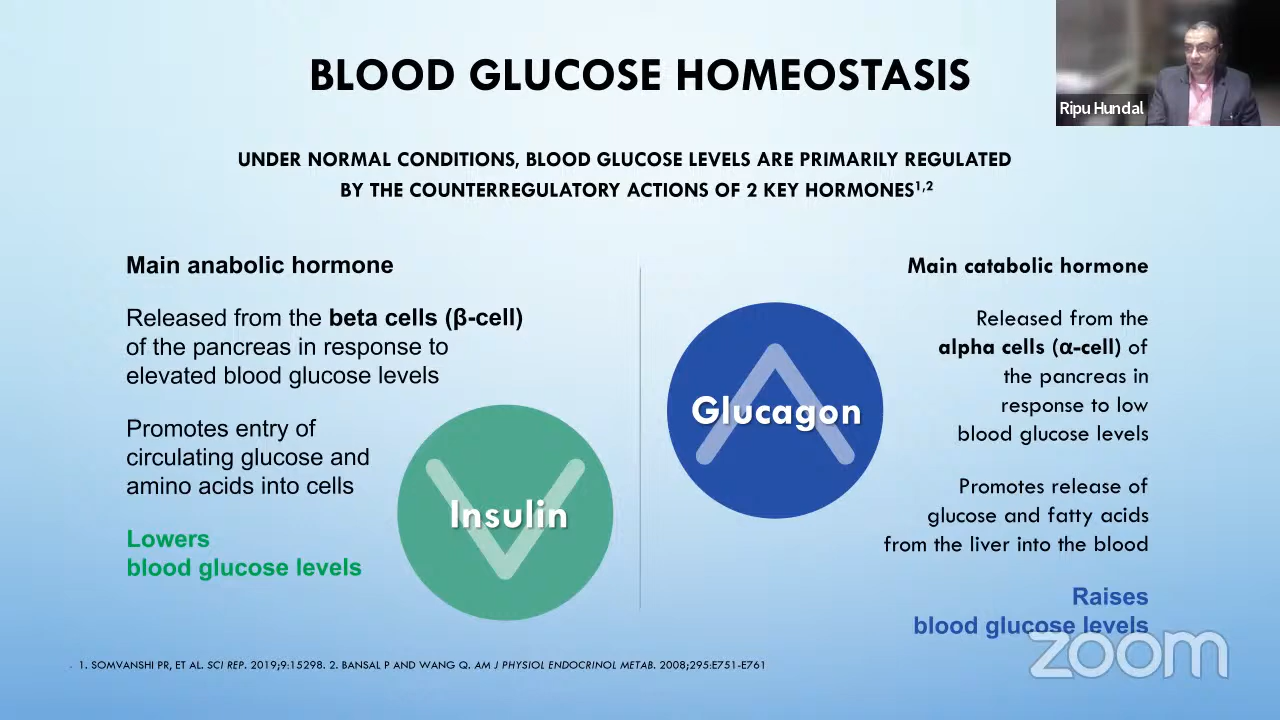 BLOOD GLUCOSE HOMEOSTASIS
Ripu Hundal
UNDER NORMAL CONDITIONS, BLOOD GLUCOSE LEVELS ARE PRIMARILY REGULATED
BY THE COUNTERREGULATORY ACTIONS OF 2 KEY HORMONES¹,²
Main anabolic hormone
Released from the beta cells (β-cell)
of the pancreas in response to
elevated blood glucose levels
Promotes entry of
circulating glucose and
amino acids into cells
Lowers
blood glucose levels
Insulin
Glucagon
Main catabolic hormone
Released from the
alpha cells (α-cell) of
the pancreas in
response to low
blood glucose levels
Promotes release of
glucose and fatty acids
from the liver into the blood
Raises
blood glucose levels
1. SOMVANSHI PR, ET AL. SCI REP. 2019;9:15298. 2. BANSAL P AND WANG Q. AM J PHYSIOL ENDOCRINOL METAB. 2008;295:E751-E761
zoom